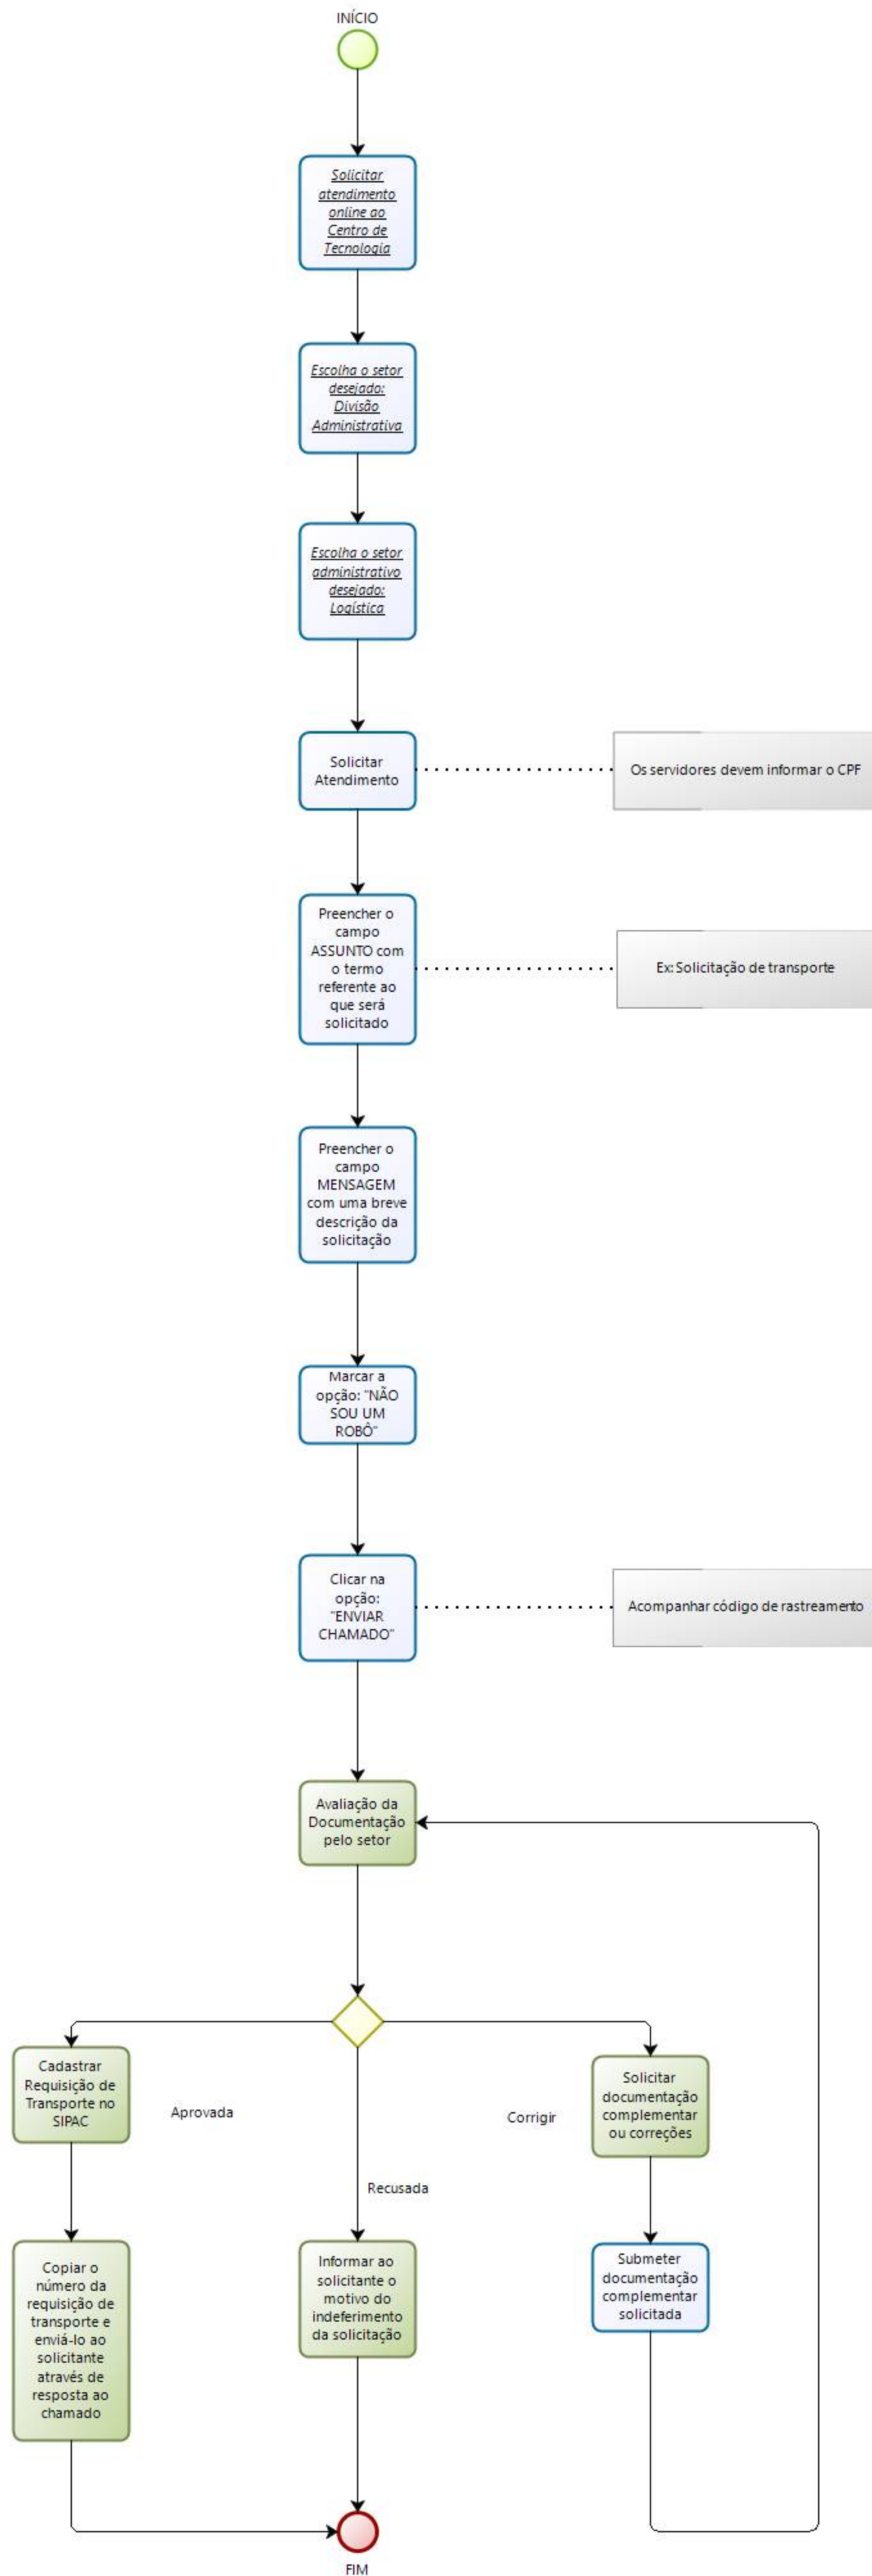 INÍCIO
Solicitar
atendimento
online ao
Centro de
Tecnologia
Escolha o setor
desejado:
Divisão
Administrativa
Escolha o setor
administrativo
desejado:
Logística
Solicitar
Atendimento
Os servidores devem informar o CPF
Preencher o
campo
ASSUNTO com
o termo
referente ao
que será
solicitado
Ex: Solicitação de transporte
Preencher o
campo
MENSAGEM
com uma breve
descrição da
solicitação
Marcar a
opção: "NÃO
SOU UM
ROBÔ"
Clicar na
opção:
"ENVIAR
CHAMADO"
Acompanhar código de rastreamento
Avaliação da
Documentação
pelo setor
Cadastrar
Requisição de
Transporte no
SIPAC
Aprovada
Recusada
Corrigir
Solicitar
documentação
complementar
ou correções
Copiar o
número da
requisição de
transporte e
enviá-lo ao
solicitante
através de
resposta ao
chamado
Informar ao
solicitante o
motivo do
indeferimento
da solicitação
Submeter
documentação
complementar
solicitada
FIM